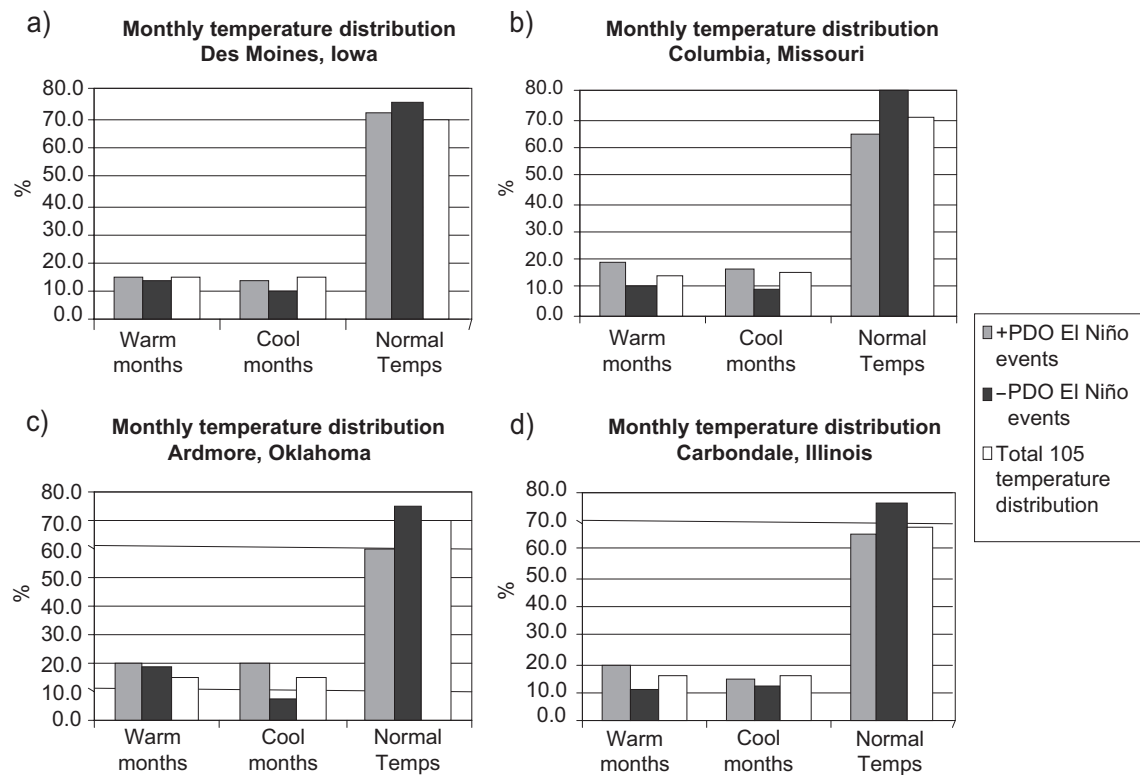 a)
Monthly temperature distribution
Des Moines, Iowa
80.0
70.0
60.0
50.0
40.0
30.0
20.0
10.0
0.0
%
Warm months
Cool months
Normal Temps
b)
Monthly temperature distribution
Columbia, Missouri
80.0
70.0
60.0
50.0
40.0
30.0
20.0
10.0
0.0
%
Warm months
Cool months
Normal Temps
c)
Monthly temperature distribution
Ardmore, Oklahoma
80.0
70.0
60.0
50.0
40.0
30.0
20.0
10.0
0.0
%
Warm months
Cool months
Normal Temps
d)
Monthly temperature distribution
Carbondale, Illinois
80.0
70.0
60.0
50.0
40.0
30.0
20.0
10.0
0.0
%
Warm months
Cool months
Normal Temps
+PDO El Niño
events
–PDO El Niño
events
Total 105
temperature
distribution